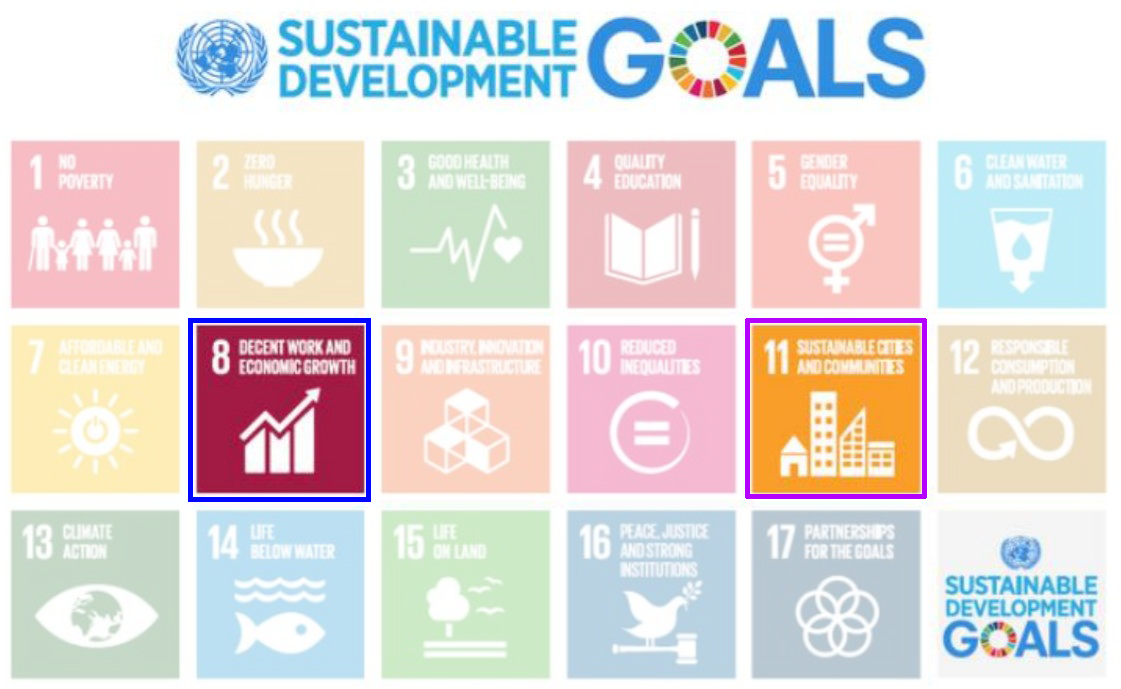 SUSTAINABLE
DEVELOPMENT
GOALS
1 NO
POVERTY
2 ZERO
HUNGER
3 GOOD HEALTH
AND WELL-BEING
4 QUALITY
EDUCATION
5 GENDER
EQUALITY
6 CLEAN WATER
AND SANITATION
7 AFFORDABLE AND
CLEAN ENERGY
8 DECENT WORK AND
ECONOMIC GROWTH
9 INDUSTRY, INNOVATION
AND INFRASTRUCTURE
10 REDUCED
INEQUALITIES
11 SUSTAINABLE CITIES
AND COMMUNITIES
12 RESPONSIBLE
CONSUMPTION
AND PRODUCTION
13 CLIMATE
ACTION
14 LIFE
BELOW WATER
15 LIFE
ON LAND
16 PEACE, JUSTICE
AND STRONG
INSTITUTIONS
17 PARTNERSHIPS
FOR THE GOALS
SUSTAINABLE
DEVELOPMENT
GOALS